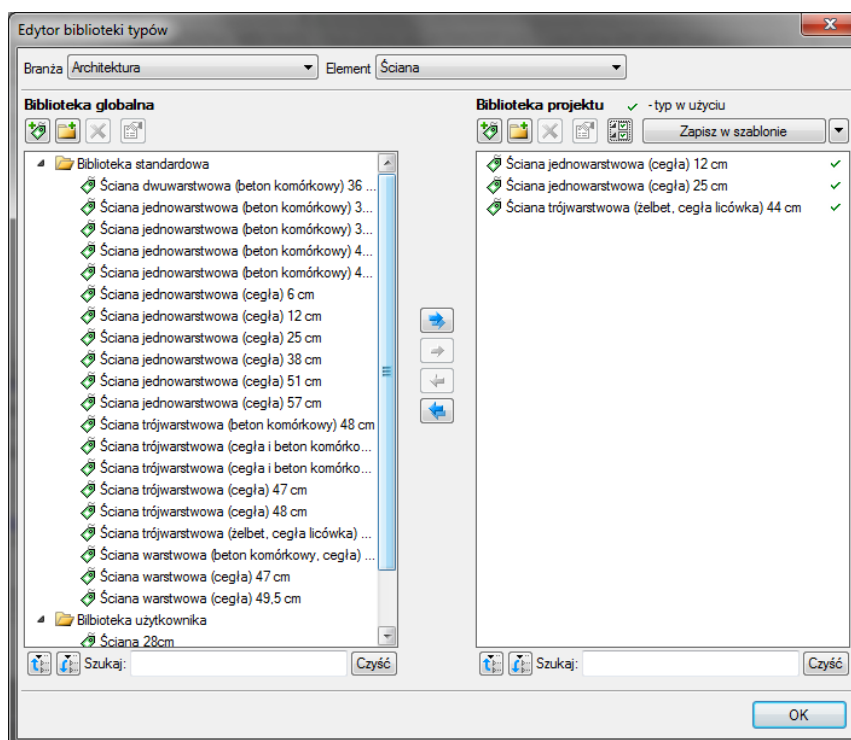 Edytor biblioteki typów
Branża Architektura Element Ściana
Biblioteka globalna
Biblioteka projektu ✓ - typ w użyciu
Zapisz w szablonie
Biblioteka standardowa
Ściana dwuwarstwowa (beton komórkowy) 36 ...
Ściana jednowarstwowa (beton komórkowy) 3...
Ściana jednowarstwowa (beton komórkowy) 3...
Ściana jednowarstwowa (beton komórkowy) 4...
Ściana jednowarstwowa (beton komórkowy) 4...
Ściana jednowarstwowa (cegła) 6 cm
Ściana jednowarstwowa (cegła) 12 cm
Ściana jednowarstwowa (cegła) 25 cm
Ściana jednowarstwowa (cegła) 38 cm
Ściana jednowarstwowa (cegła) 51 cm
Ściana jednowarstwowa (cegła) 57 cm
Ściana trójwarstwowa (beton komórkowy) 48 cm
Ściana trójwarstwowa (cegła i beton komórko...
Ściana trójwarstwowa (cegła i beton komórko...
Ściana trójwarstwowa (cegła) 47 cm
Ściana trójwarstwowa (cegła) 48 cm
Ściana trójwarstwowa (żelbet, cegła licówka) ...
Ściana warstwowa (beton komórkowy, cegła) ...
Ściana warstwowa (cegła) 47 cm
Ściana warstwowa (cegła) 49,5 cm
Bilbioteka użytkownika
Ściana 28cm
Szukaj: Czyść
Ściana jednowarstwowa (cegła) 12 cm ✓
Ściana jednowarstwowa (cegła) 25 cm ✓
Ściana trójwarstwowa (żelbet, cegła licówka) 44 cm ✓
Szukaj: Czyść
OK